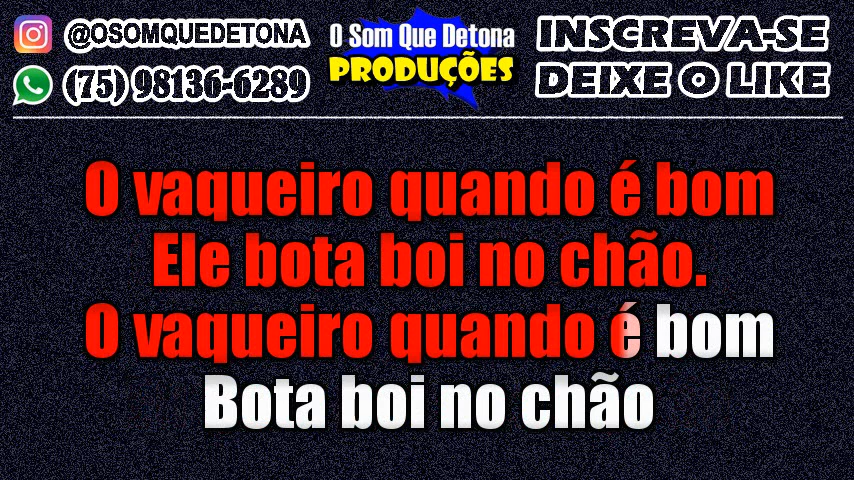 @OSOMQUEDETONA
(75) 98136-6289
O Som Que Detona
PRODUÇÕES
INSCREVA-SE
DEIXE O LIKE
O vaqueiro quando é bom
Ele bota boi no chão.
O vaqueiro quando é bom
Bota boi no chão